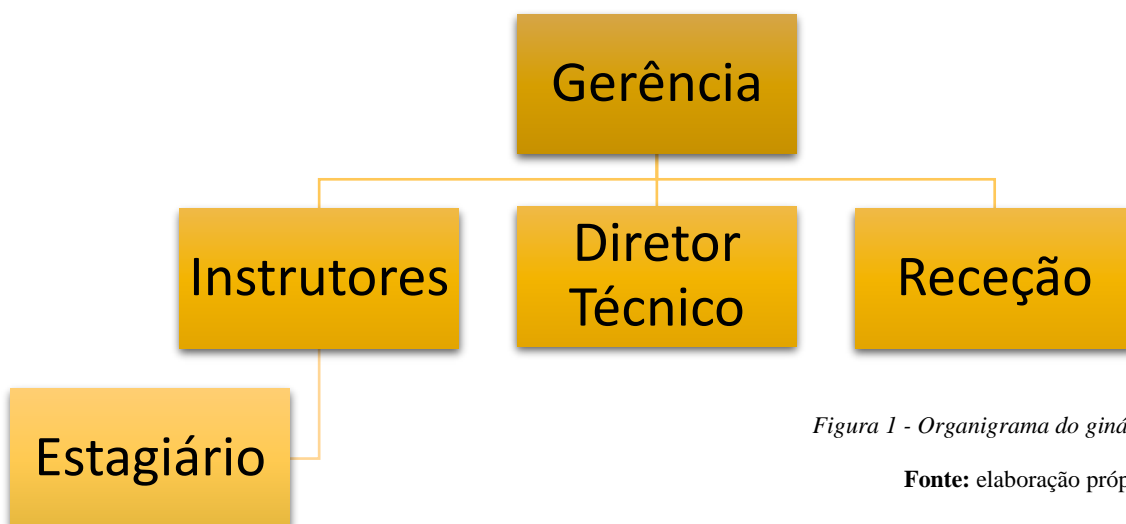 Gerência
Instrutores
Diretor
Técnico
Receção
Estagiário
Figura 1 - Organigrama do giná
Fonte: elaboração próp